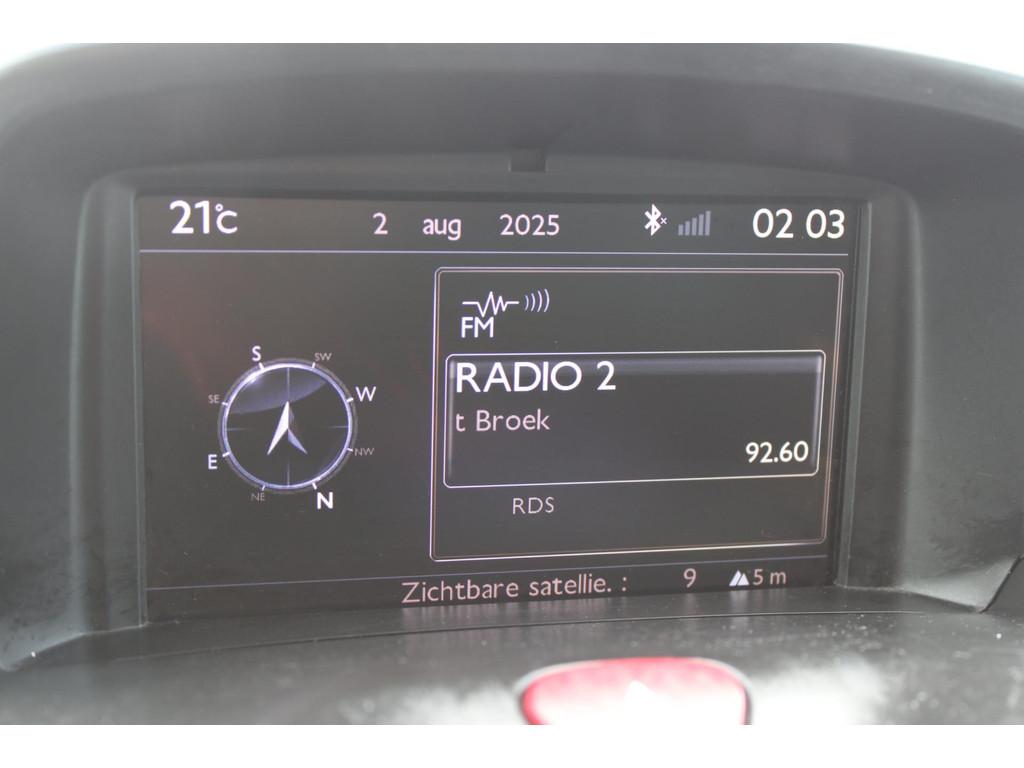 21°C 2 aug 2025 02 03
FM
RADIO 2
t Broek
92.60
RDS
S SW
SE W
E NW
NE N
Zichtbare satellie. : 9 5 m